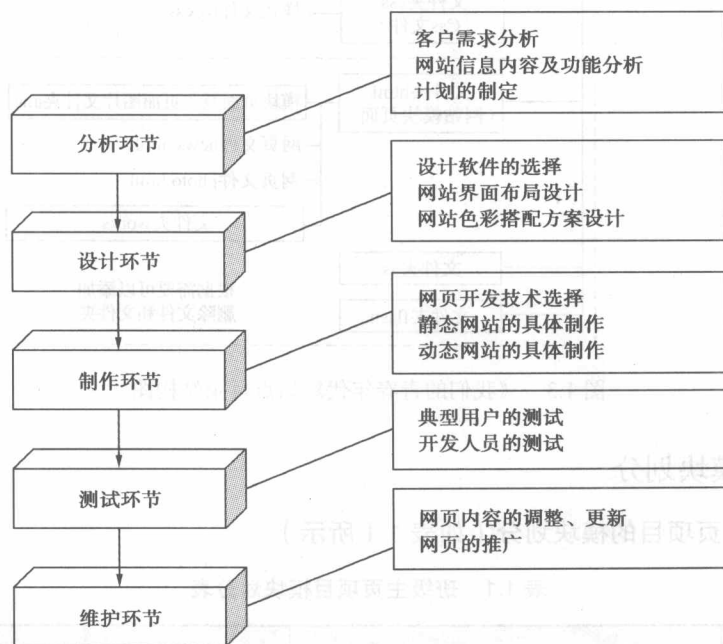 客户需求分析
网站信息内容及功能分析
计划的制定
分析环节
设计软件的选择
网站界面布局设计
网站色彩搭配方案设计
设计环节
网页开发技术选择
静态网站的具体制作
动态网站的具体制作
制作环节
典型用户的测试
开发人员的测试
测试环节
网页内容的调整、更新
网页的推广
维护环节